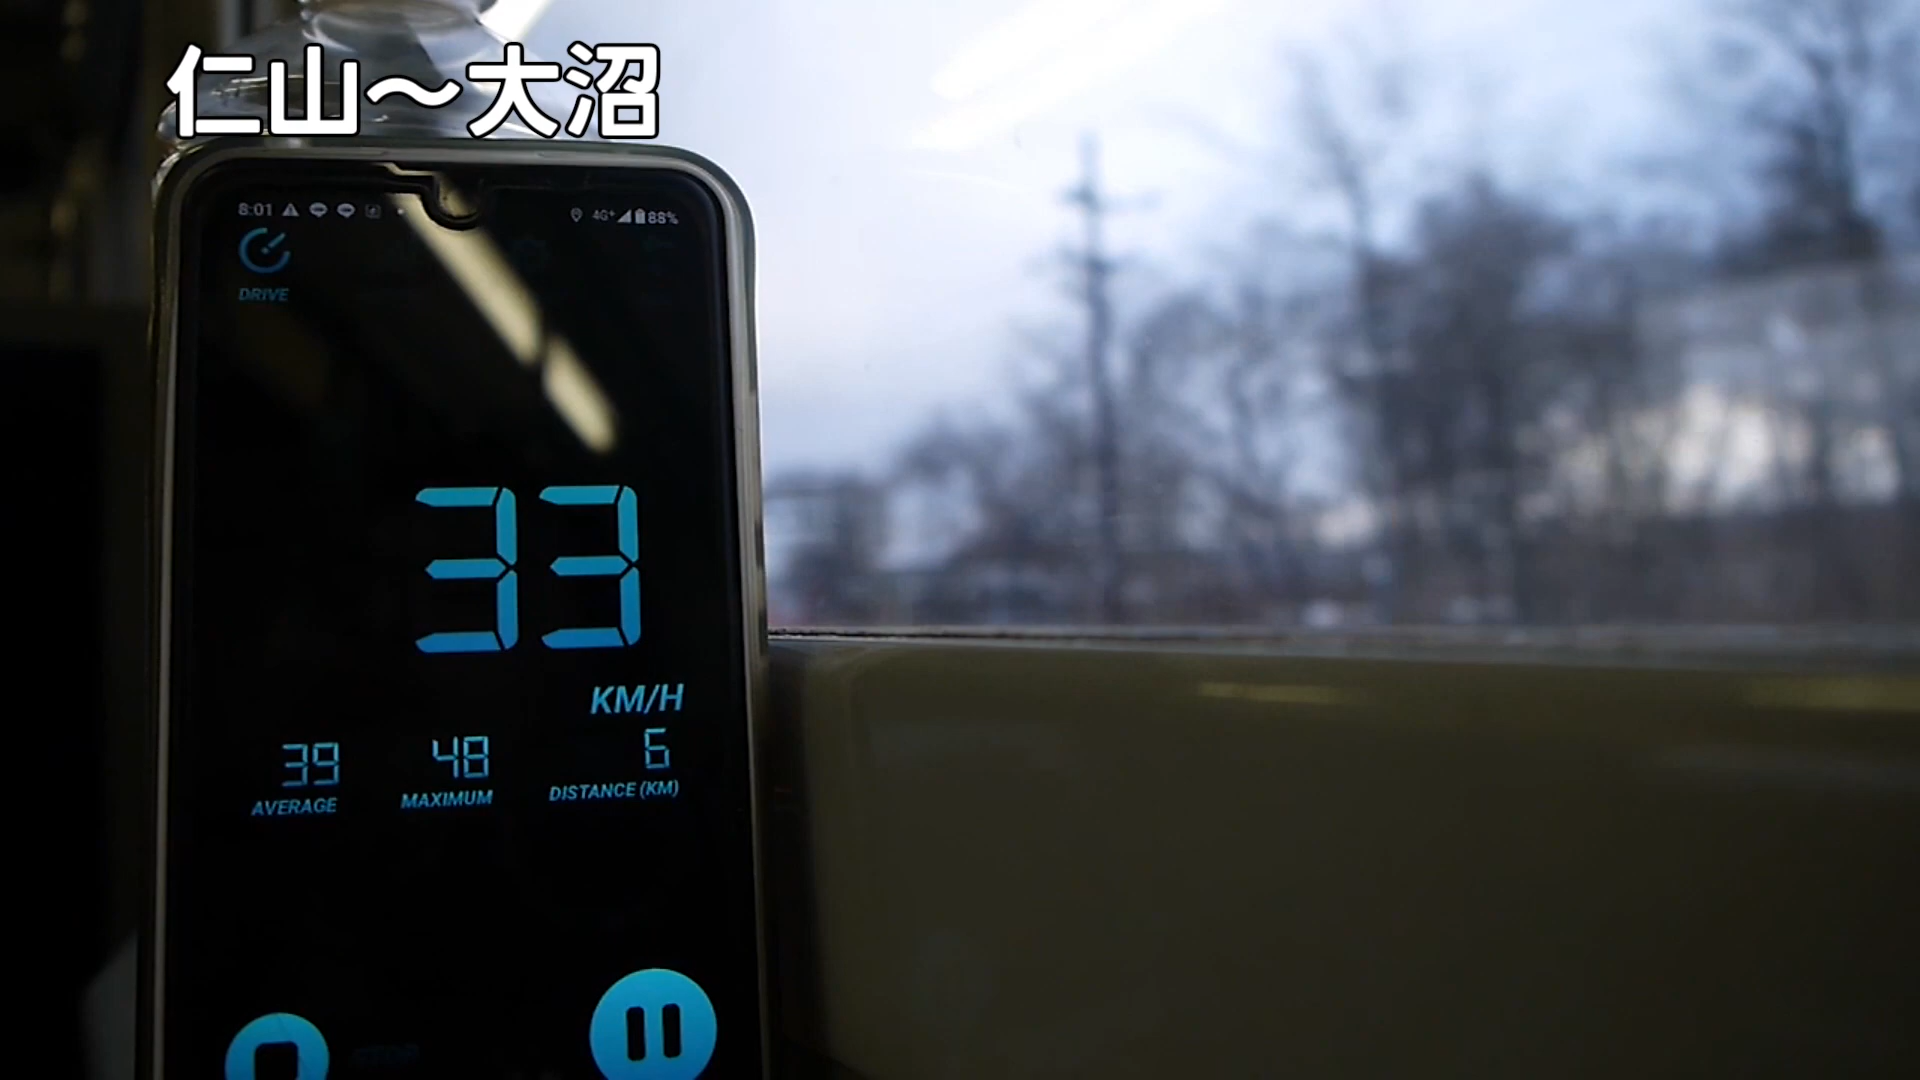 仁山〜大沼
8:01 4G+ 88%
DRIVE
33
KM/H
39 48 6
AVERAGE MAXIMUM DISTANCE (KM)